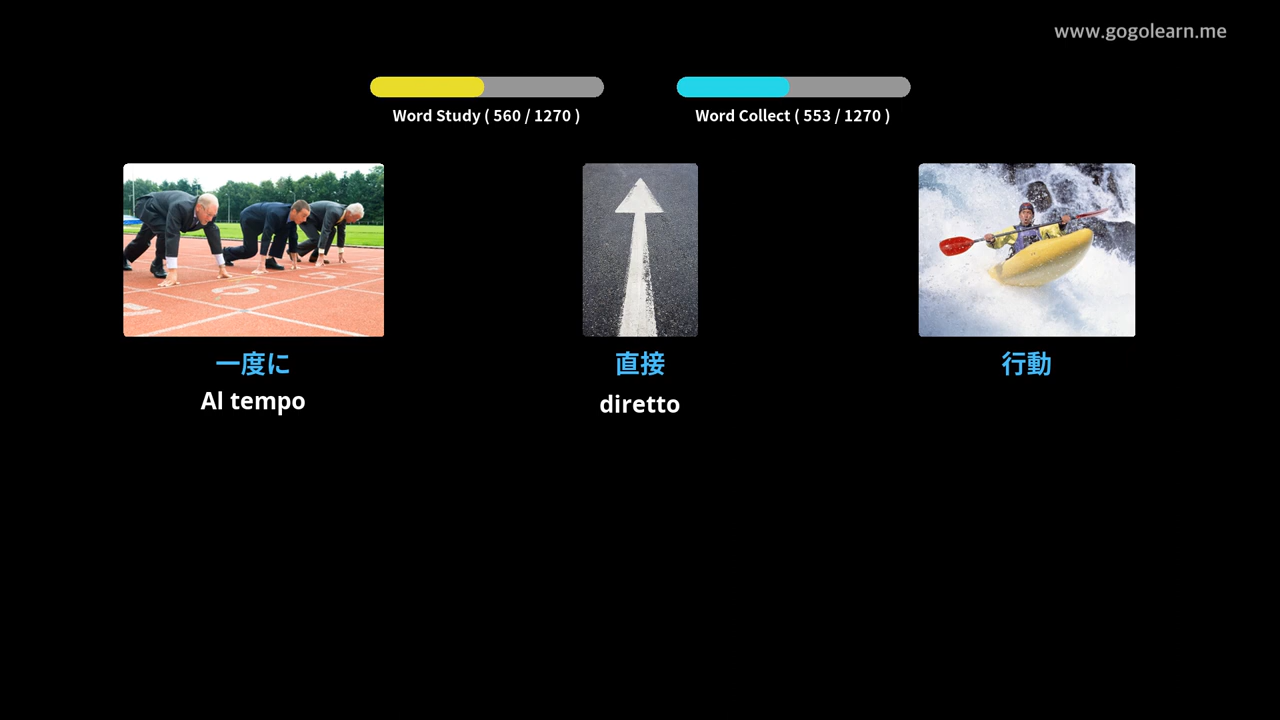 www.gogolearn.me
Word Study ( 560 / 1270 )
Word Collect ( 553 / 1270 )
一度に
Al tempo
直接
diretto
行動